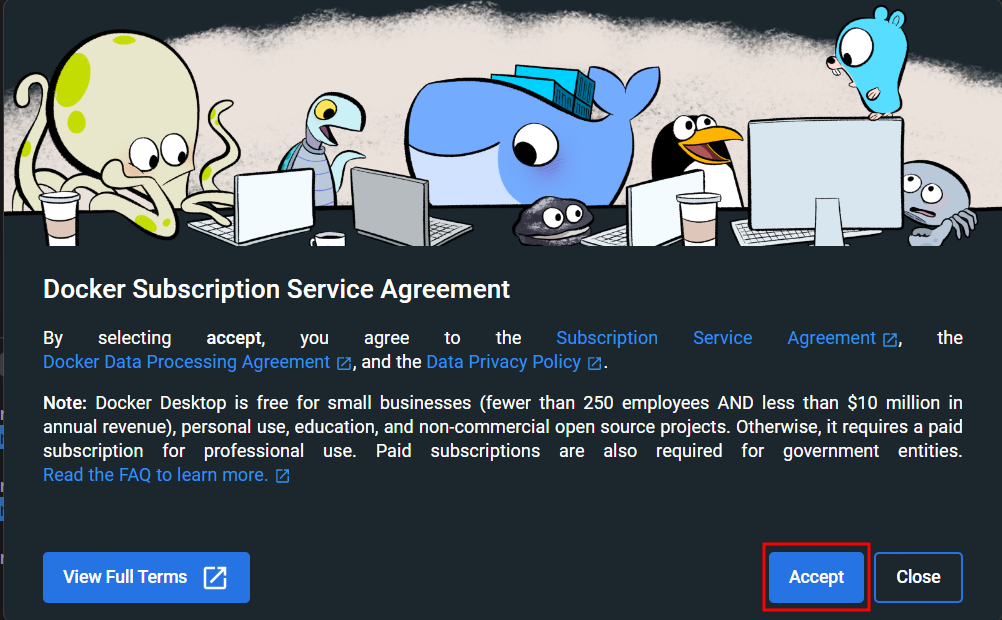 Docker Subscription Service Agreement
By selecting accept, you agree to the Subscription Service Agreement, the
Docker Data Processing Agreement, and the Data Privacy Policy.
Note: Docker Desktop is free for small businesses (fewer than 250 employees AND less than $10 million in
annual revenue), personal use, education, and non-commercial open source projects. Otherwise, it requires a paid
subscription for professional use. Paid subscriptions are also required for government entities.
Read the FAQ to learn more.
View Full Terms
Accept
Close